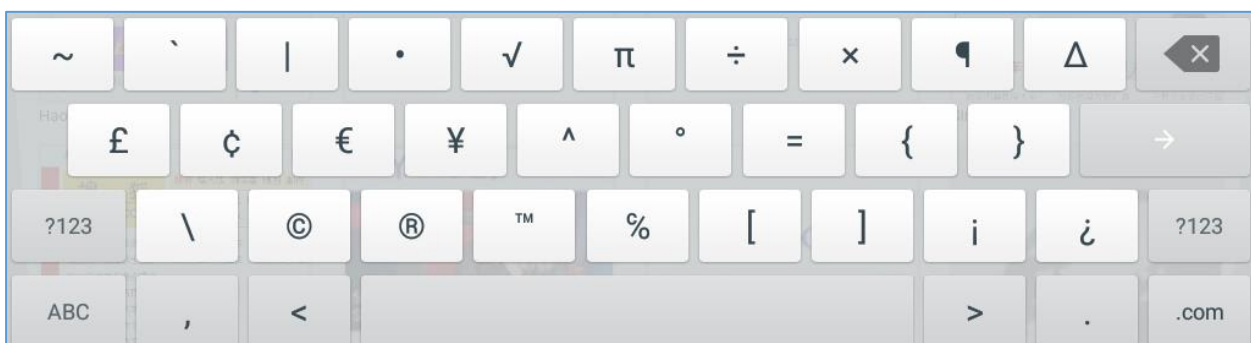 ~ ` | • √ π ÷ × ¶ Δ
£ ¢ € ¥ ^ ° = { }
?123 \ © ® ™ ℅ [ ] ¡ ¿ ?123
ABC , < > . .com